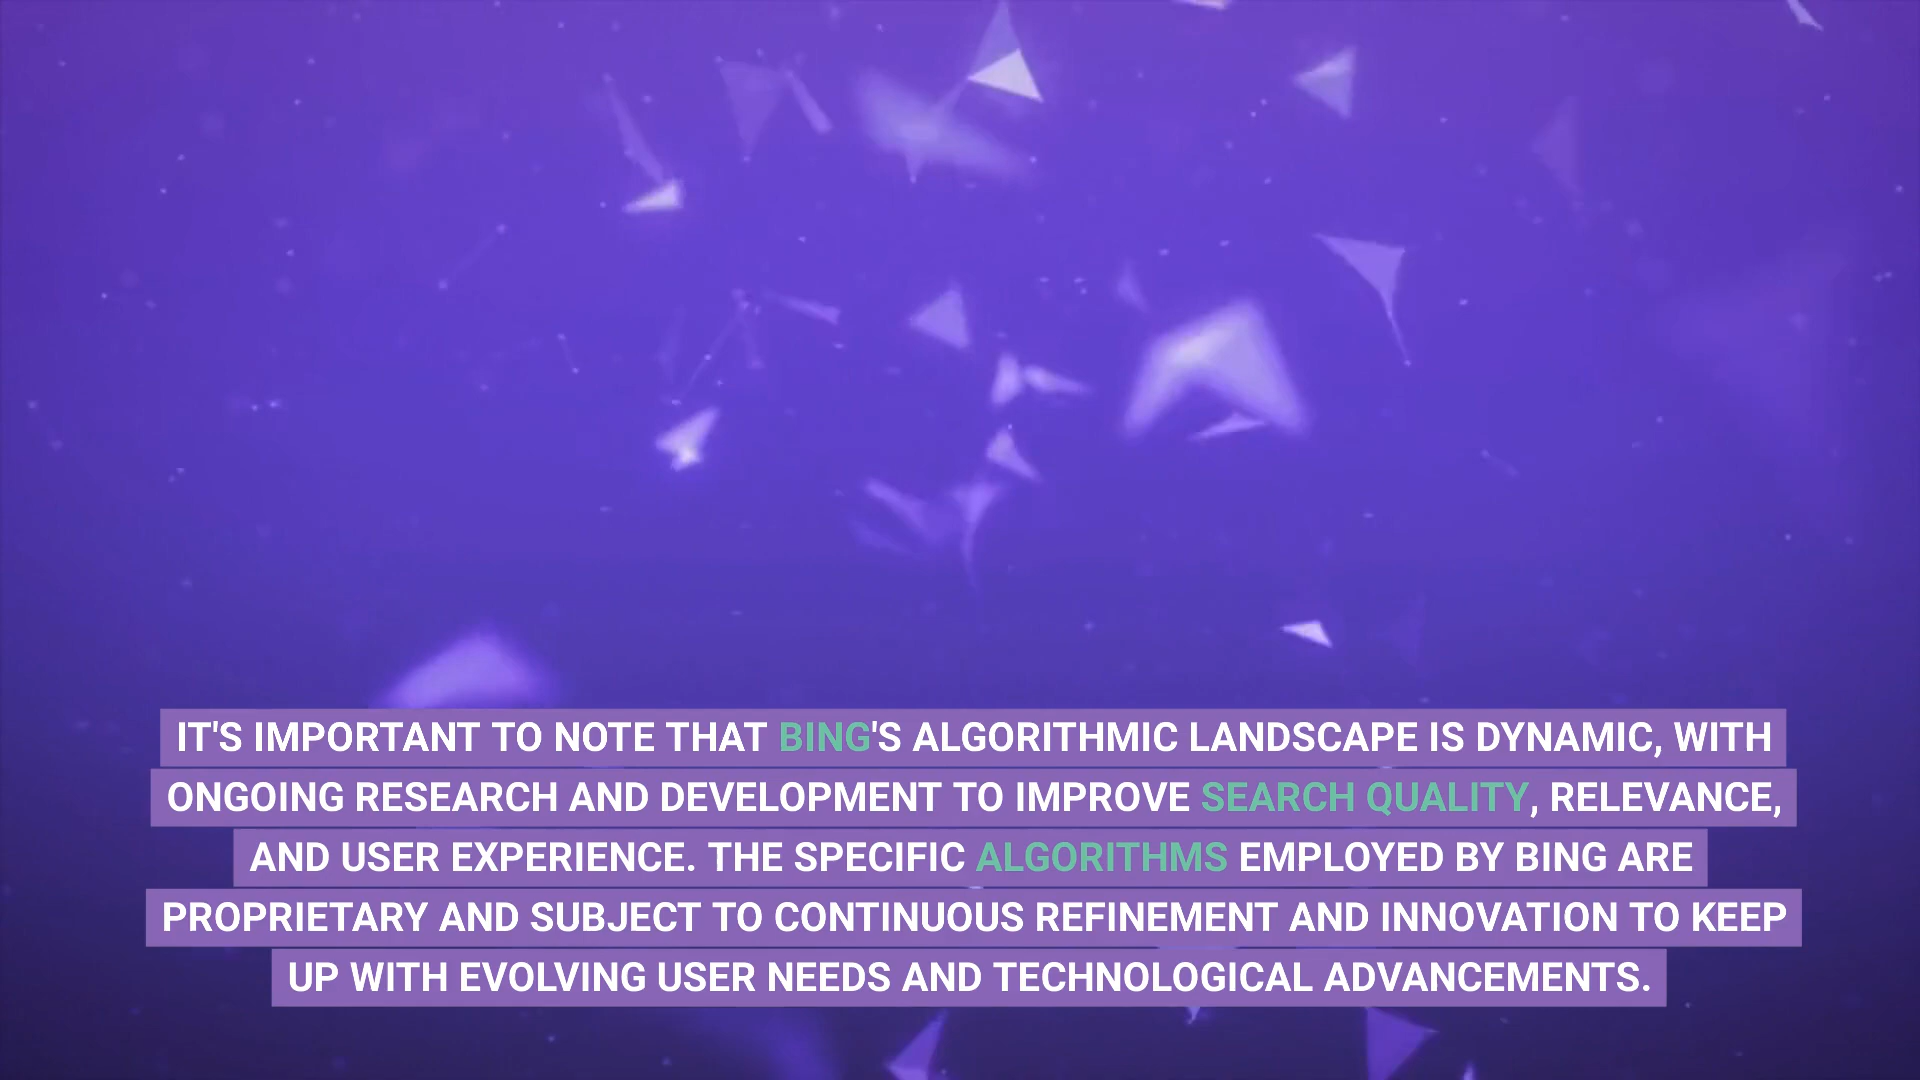 IT'S IMPORTANT TO NOTE THAT BING'S ALGORITHMIC LANDSCAPE IS DYNAMIC, WITH
ONGOING RESEARCH AND DEVELOPMENT TO IMPROVE SEARCH QUALITY, RELEVANCE,
AND USER EXPERIENCE. THE SPECIFIC ALGORITHMS EMPLOYED BY BING ARE
PROPRIETARY AND SUBJECT TO CONTINUOUS REFINEMENT AND INNOVATION TO KEEP
UP WITH EVOLVING USER NEEDS AND TECHNOLOGICAL ADVANCEMENTS.